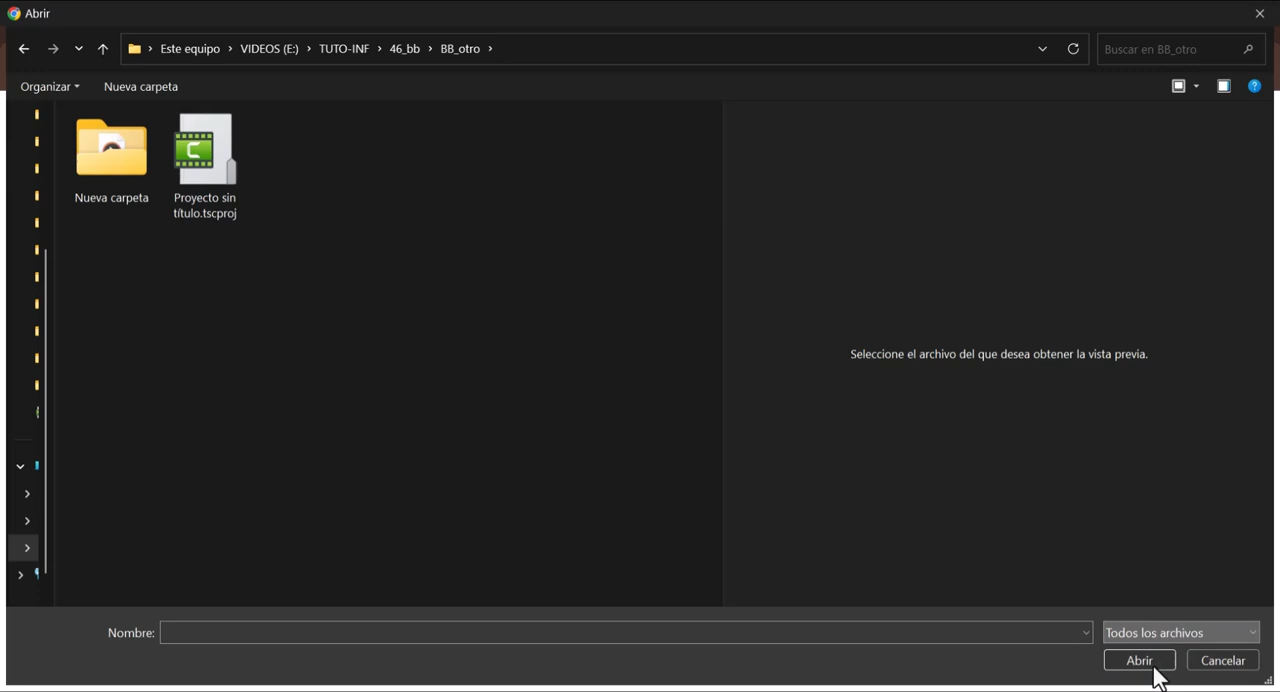 Abrir
Este equipo › VIDEOS (E:) › TUTO-INF › 46_bb › BB_otro ›
Buscar en BB_otro
Organizar
Nueva carpeta
Nueva carpeta
Proyecto sin
título.tscproj
Seleccione el archivo del que desea obtener la vista previa.
Nombre:
Todos los archivos
Abrir
Cancelar